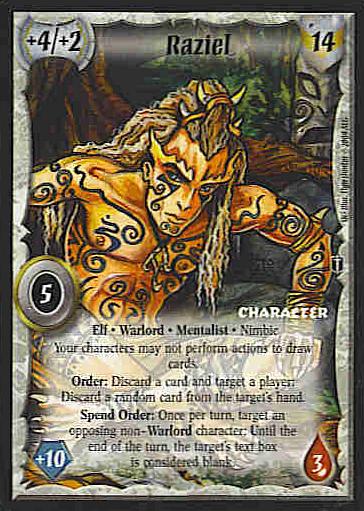 +4/+2
Raziel
14
5
CHARACTER
Elf • Warlord • Mentalist • Nimbic
Your characters may not perform actions to draw
cards.
Order: Discard a card and target a player:
Discard a random card from the target's hand.
Spend Order: Once per turn, target an
opposing non-Warlord character: Until the
end of the turn, the target's text box
is considered blank.
+10
3